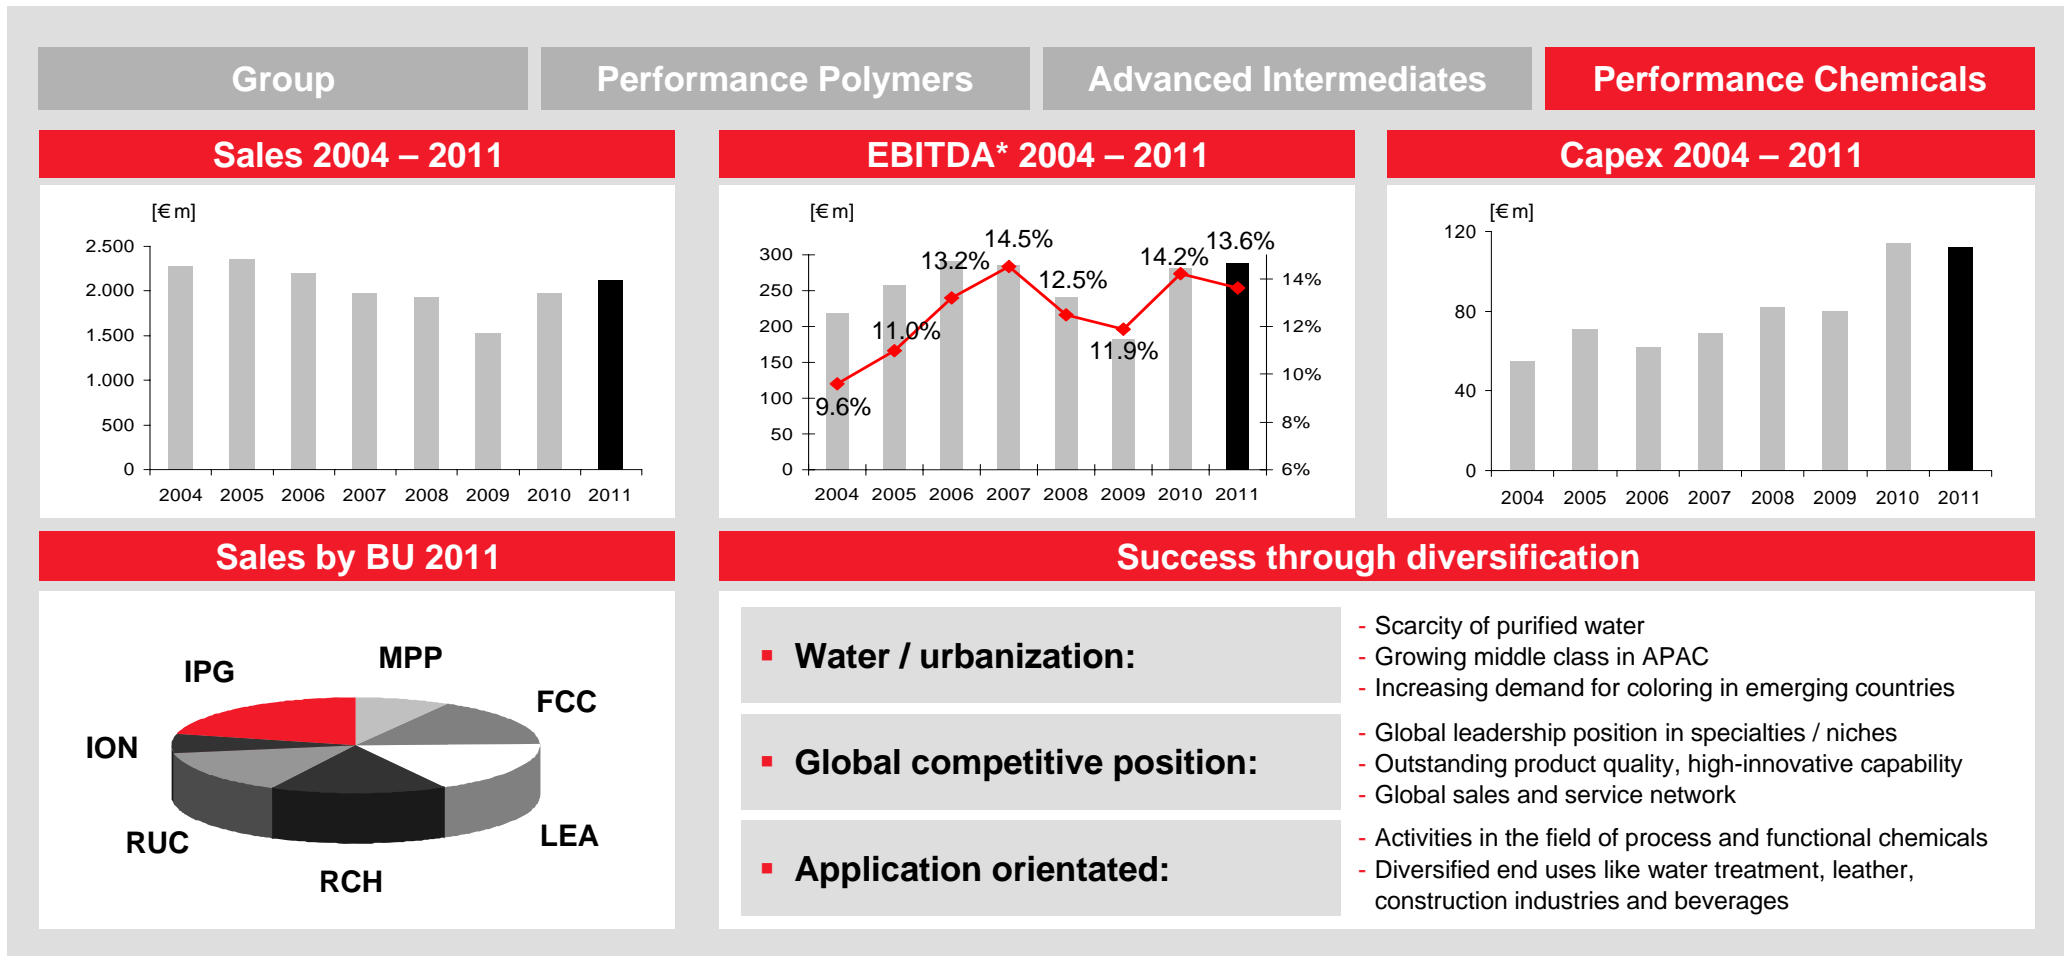 Group
Performance Polymers
Advanced Intermediates
Performance Chemicals
Sales 2004 – 2011
[€ m]
2.500
2.000
1.500
1.000
500
0
2004 2005 2006 2007 2008 2009 2010 2011
EBITDA* 2004 – 2011
[€ m]
300
250
200
150
100
50
0
9.6%
11.0%
13.2%
14.5%
12.5%
11.9%
14.2%
13.6%
14%
12%
10%
8%
6%
2004 2005 2006 2007 2008 2009 2010 2011
Capex 2004 – 2011
[€ m]
120
80
40
0
2004 2005 2006 2007 2008 2009 2010 2011
Sales by BU 2011
IPG
MPP
FCC
ION
LEA
RUC
RCH
Success through diversification
Water / urbanization:
- Scarcity of purified water
- Growing middle class in APAC
- Increasing demand for coloring in emerging countries
Global competitive position:
- Global leadership position in specialties / niches
- Outstanding product quality, high-innovative capability
- Global sales and service network
Application orientated:
- Activities in the field of process and functional chemicals
- Diversified end uses like water treatment, leather,
construction industries and beverages